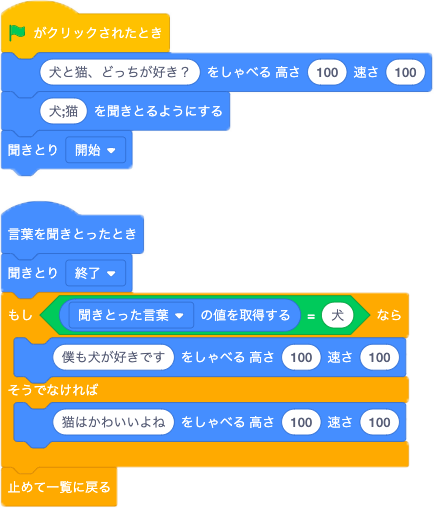 がクリックされたとき
犬と猫、どっちが好き？ をしゃべる 高さ 100 速さ 100
犬;猫 を聞きとるようにする
聞きとり 開始
言葉を聞きとったとき
聞きとり 終了
もし 聞きとった言葉 の値を取得する = 犬 なら
僕も犬が好きです をしゃべる 高さ 100 速さ 100
そうでなければ
猫はかわいいよね をしゃべる 高さ 100 速さ 100
止めて一覧に戻る